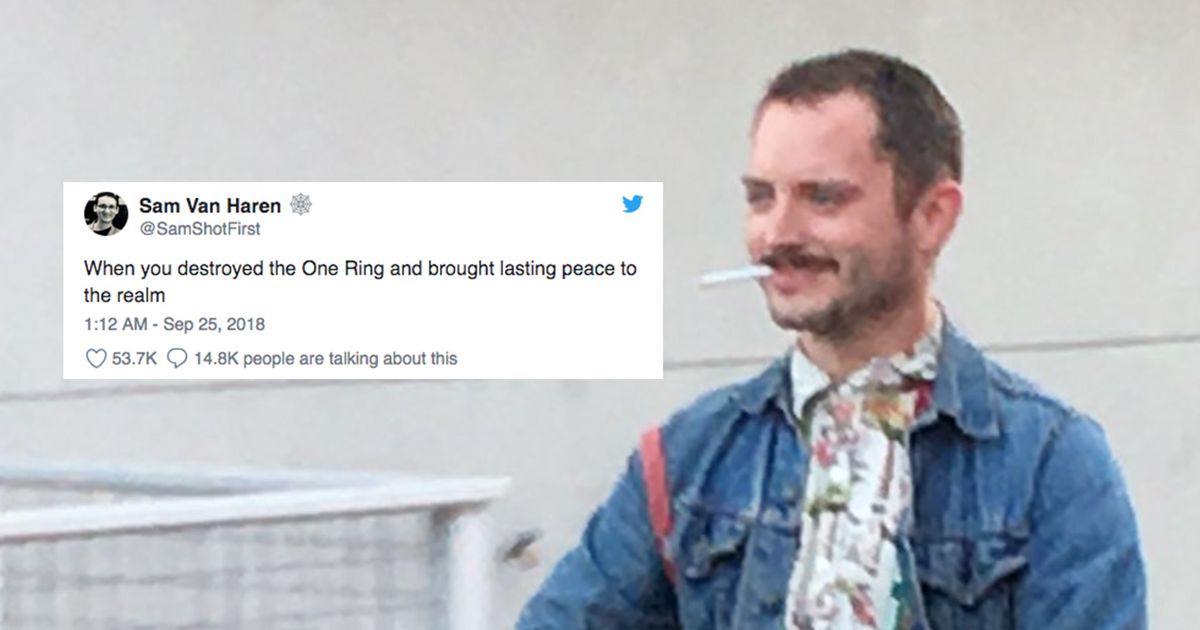 Sam Van Haren 🕸
@SamShotFirst
When you destroyed the One Ring and brought lasting peace to
the realm
1:12 AM - Sep 25, 2018
53.7K 14.8K people are talking about this